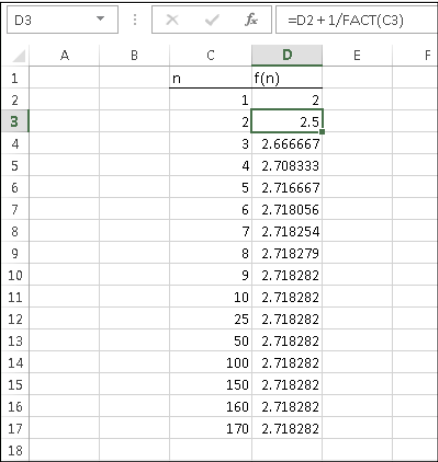 D3 fx =D2+1/FACT(C3)
A B C D E F
1 n f(n)
2 1 2
3 2 2.5
4 3 2.666667
5 4 2.708333
6 5 2.716667
7 6 2.718056
8 7 2.718254
9 8 2.718279
10 9 2.718282
11 10 2.718282
12 25 2.718282
13 50 2.718282
14 100 2.718282
15 150 2.718282
16 160 2.718282
17 170 2.718282
18